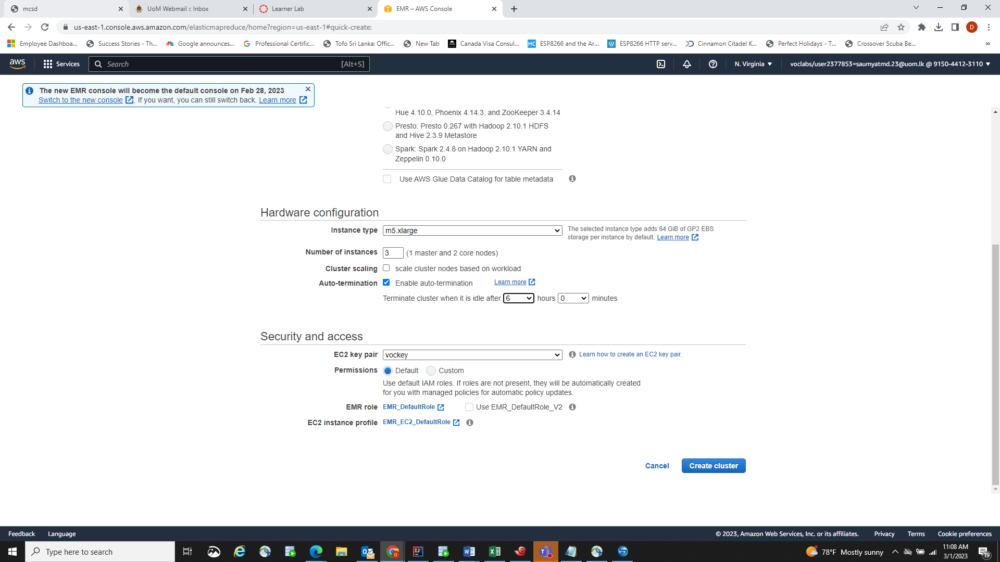 mcsd
UoM Webmail :: Inbox
Learner Lab
EMR – AWS Console
us-east-1.console.aws.amazon.com/elasticmapreduce/home?region=us-east-1#quick-create:
D
Employee Dashboa...
Success Stories - Th...
Google announces...
Professional Certific...
Tofo Sri Lanka: Offic...
New Tab
Canada Visa Consul...
MC ESP8266 and the Ar...
ESP8266 HTTP serv...
Cinnamon Citadel K...
Perfect Holidays - T...
Crossover Scuba Be...
aws
Services
Search
[Alt+S]
N. Virginia
voclabs/user2377853=saumyatmd.23@uom.lk @ 9150-4412-3110
The new EMR console will become the default console on Feb 28, 2023
Switch to the new console. If you want, you can still switch back. Learn more
Hue 4.10.0, Phoenix 4.14.3, and ZooKeeper 3.4.14
Presto: Presto 0.267 with Hadoop 2.10.1 HDFS
and Hive 2.3.9 Metastore
Spark: Spark 2.4.8 on Hadoop 2.10.1 YARN and
Zeppelin 0.10.0
Use AWS Glue Data Catalog for table metadata
Hardware configuration
Instance type m5.xlarge
The selected instance type adds 64 GiB of GP2 EBS
storage per instance by default. Learn more
Number of instances 3 (1 master and 2 core nodes)
Cluster scaling scale cluster nodes based on workload
Auto-termination Enable auto-termination Learn more
Terminate cluster when it is idle after 6 hours 0 minutes
Security and access
EC2 key pair vockey Learn how to create an EC2 key pair.
Permissions Default Custom
Use default IAM roles. If roles are not present, they will be automatically created
for you with managed policies for automatic policy updates.
EMR role EMR_DefaultRole Use EMR_DefaultRole_V2
EC2 instance profile EMR_EC2_DefaultRole
Cancel Create cluster
Feedback Language
© 2023, Amazon Web Services, Inc. or its affiliates. Privacy Terms Cookie preferences
Type here to search
78°F Mostly sunny
11:08 AM
3/1/2023
19